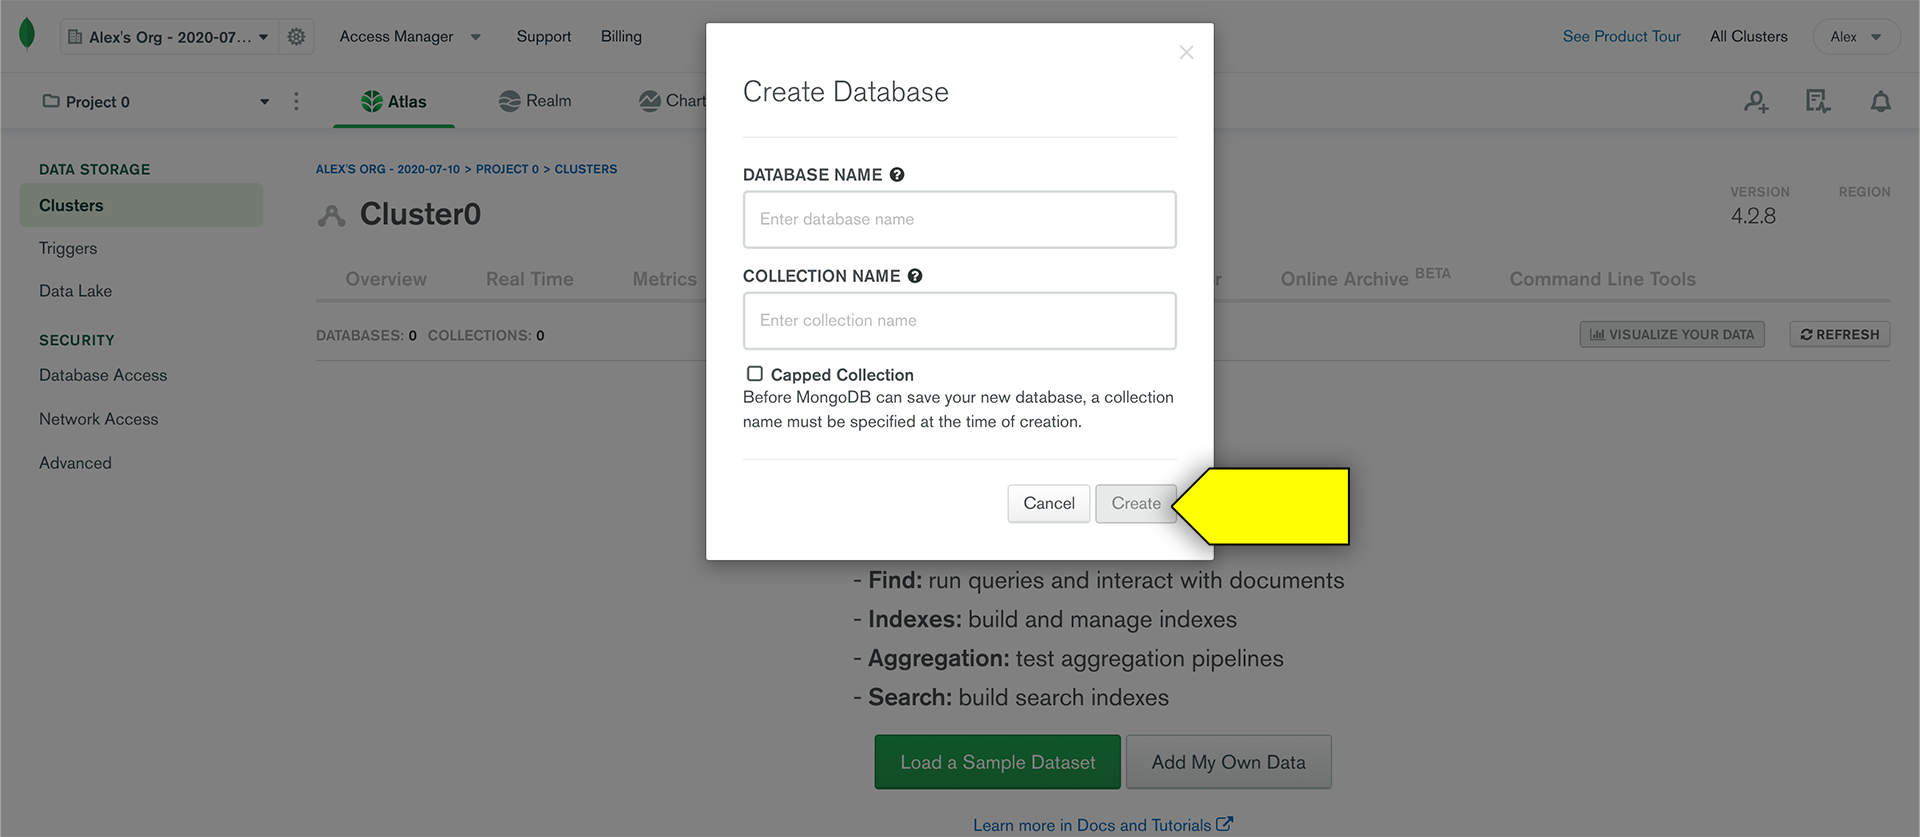 Alex's Org - 2020-07... Access Manager Support Billing See Product Tour All Clusters Alex
Project 0 Atlas Realm
DATA STORAGE
Clusters
Triggers
Data Lake
SECURITY
Database Access
Network Access
Advanced
ALEX'S ORG - 2020-07-10 > PROJECT 0 > CLUSTERS
Cluster0
VERSION REGION
4.2.8
Overview Real Time Metrics Online Archive BETA Command Line Tools
DATABASES: 0 COLLECTIONS: 0 VISUALIZE YOUR DATA REFRESH
Create Database
DATABASE NAME
Enter database name
COLLECTION NAME
Enter collection name
Capped Collection
Before MongoDB can save your new database, a collection
name must be specified at the time of creation.
Cancel Create
- Find: run queries and interact with documents
- Indexes: build and manage indexes
- Aggregation: test aggregation pipelines
- Search: build search indexes
Load a Sample Dataset Add My Own Data
Learn more in Docs and Tutorials